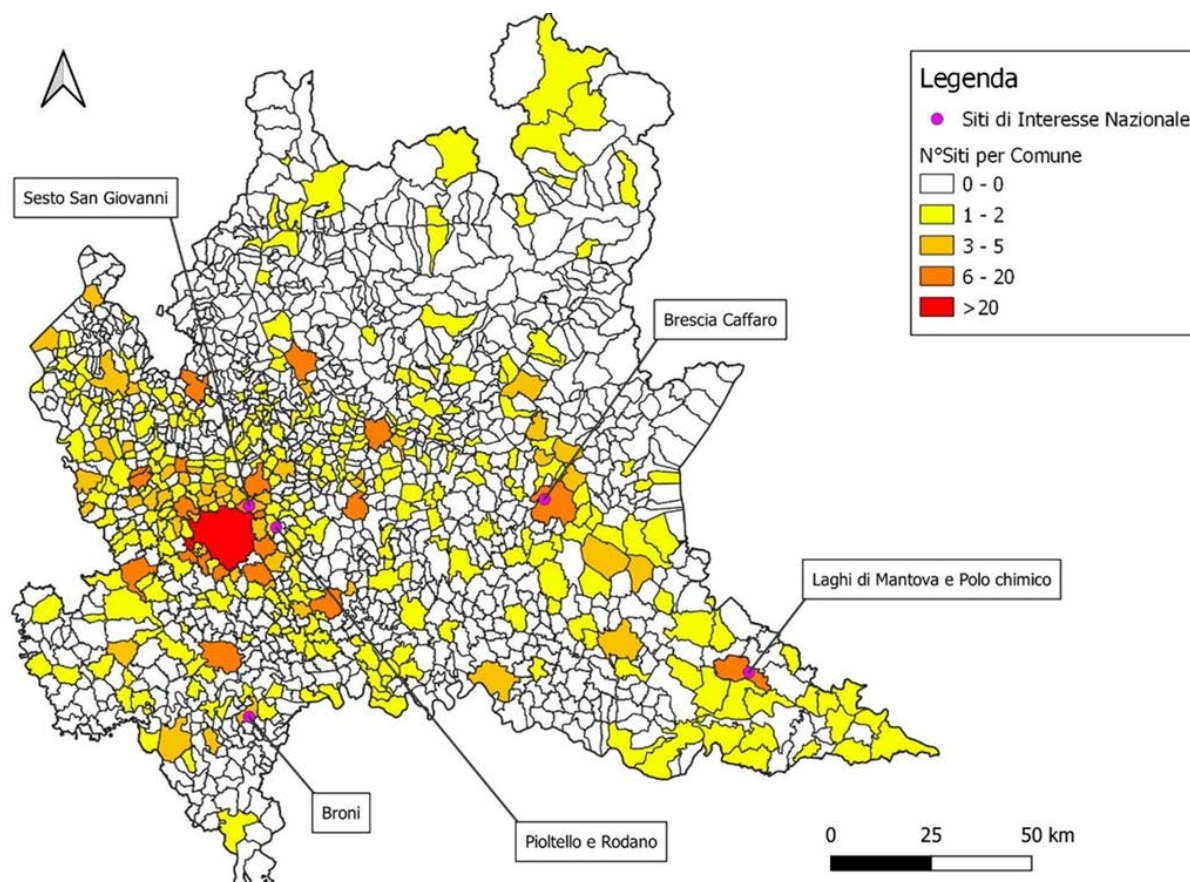 Legenda
Siti di Interesse Nazionale
N°Siti per Comune
0 - 0
1 - 2
3 - 5
6 - 20
>20
Sesto San Giovanni
Brescia Caffaro
Laghi di Mantova e Polo chimico
Broni
Pioltello e Rodano
0 25 50 km